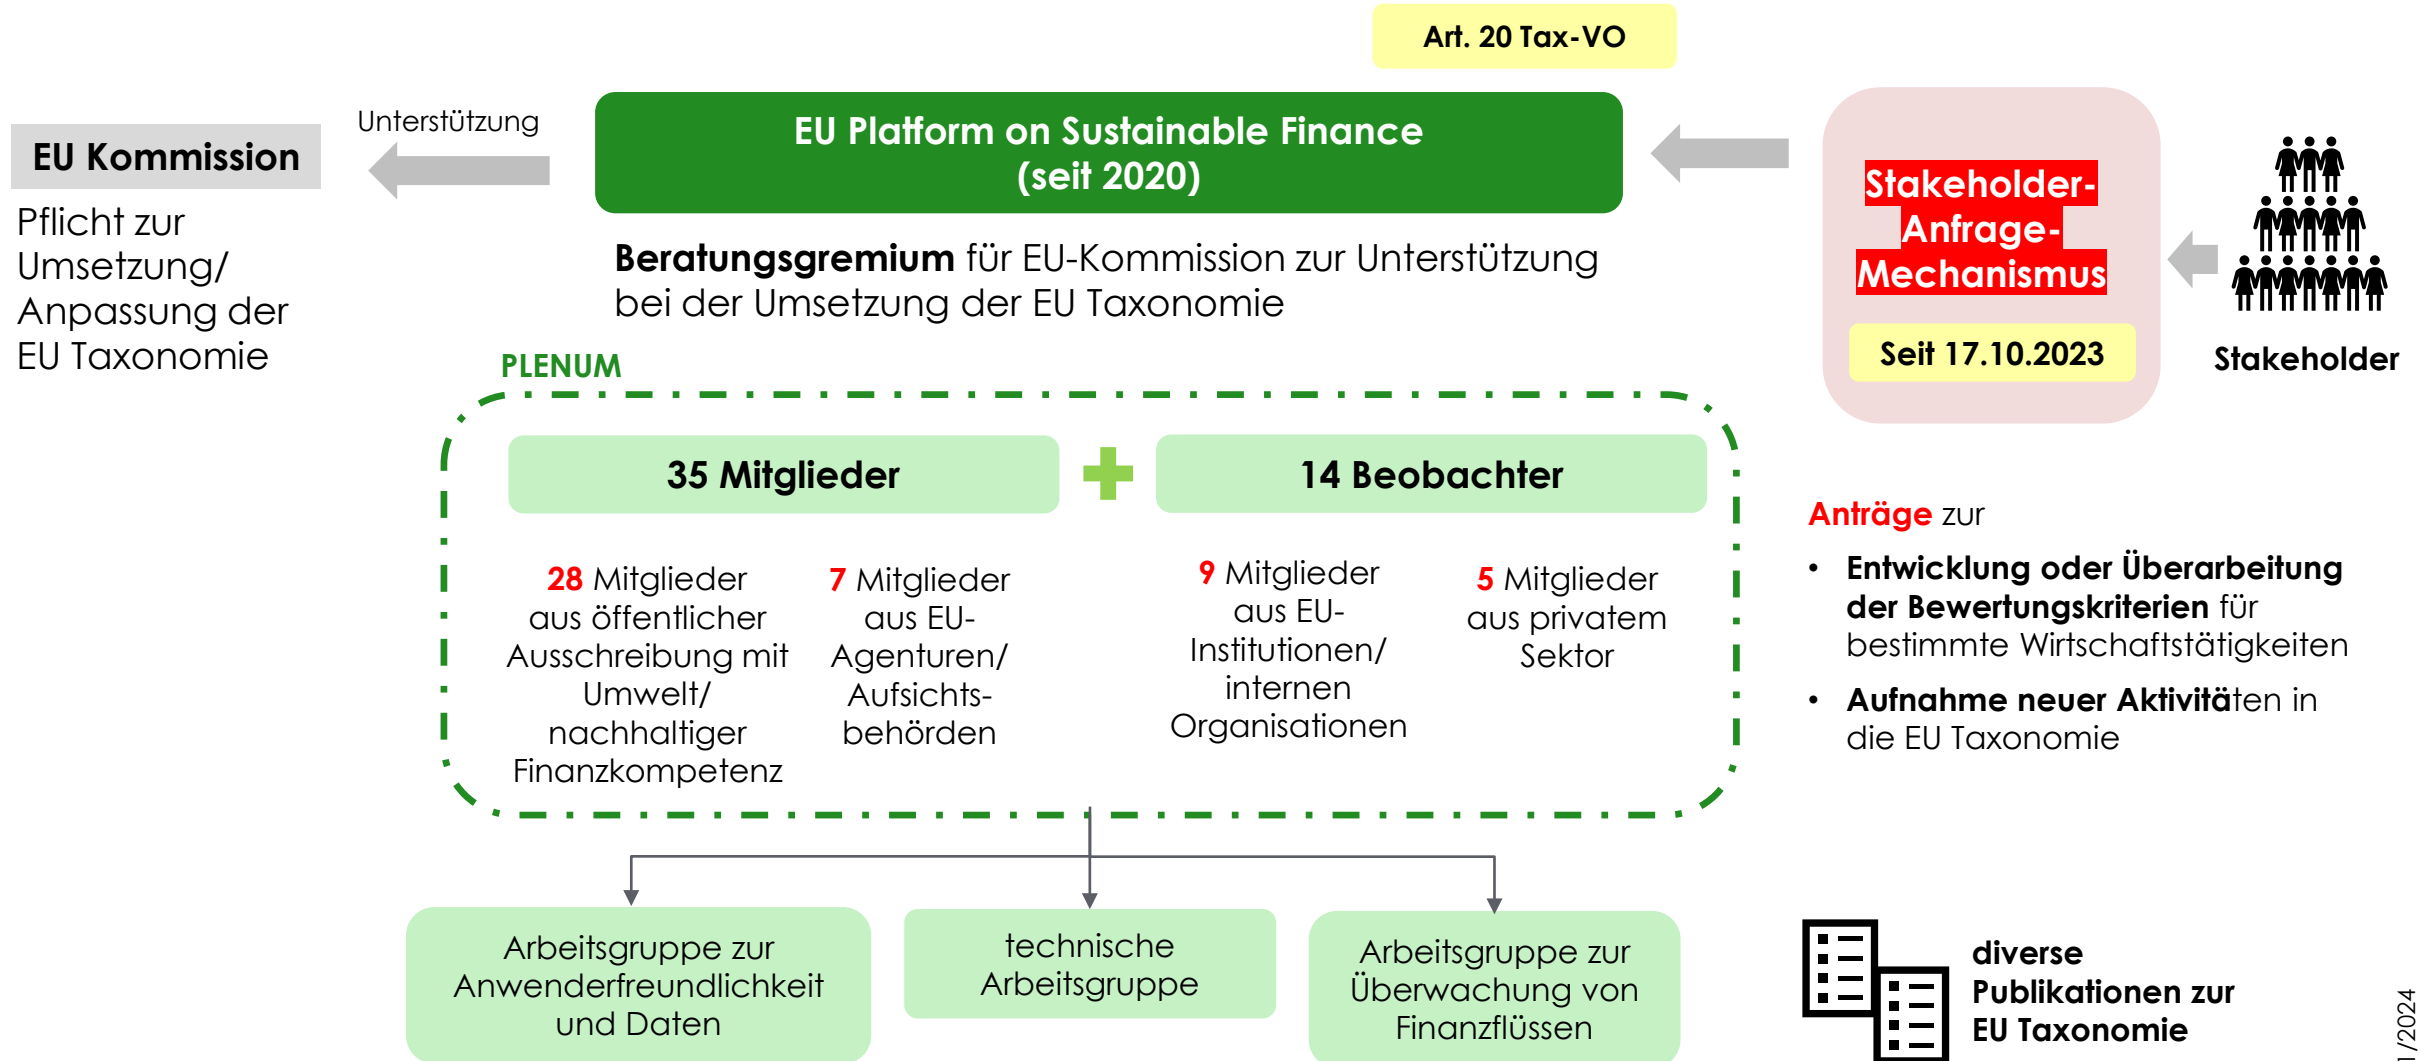 Art. 20 Tax-VO
EU Kommission
Pflicht zur
Umsetzung/
Anpassung der
EU Taxonomie
Unterstützung
EU Platform on Sustainable Finance
(seit 2020)
Beratungsgremium für EU-Kommission zur Unterstützung
bei der Umsetzung der EU Taxonomie
Stakeholder-
Anfrage-
Mechanismus
Seit 17.10.2023
Stakeholder
PLENUM
35 Mitglieder
14 Beobachter
28 Mitglieder
aus öffentlicher
Ausschreibung mit
Umwelt/
nachhaltiger
Finanzkompetenz
7 Mitglieder
aus EU-
Agenturen/
Aufsichts-
behörden
9 Mitglieder
aus EU-
Institutionen/
internen
Organisationen
5 Mitglieder
aus privatem
Sektor
Anträge zur
• Entwicklung oder Überarbeitung
der Bewertungskriterien für
bestimmte Wirtschaftstätigkeiten
• Aufnahme neuer Aktivitäten in
die EU Taxonomie
Arbeitsgruppe zur
Anwenderfreundlichkeit
und Daten
technische
Arbeitsgruppe
Arbeitsgruppe zur
Überwachung von
Finanzflüssen
diverse
Publikationen zur
EU Taxonomie
1/2024